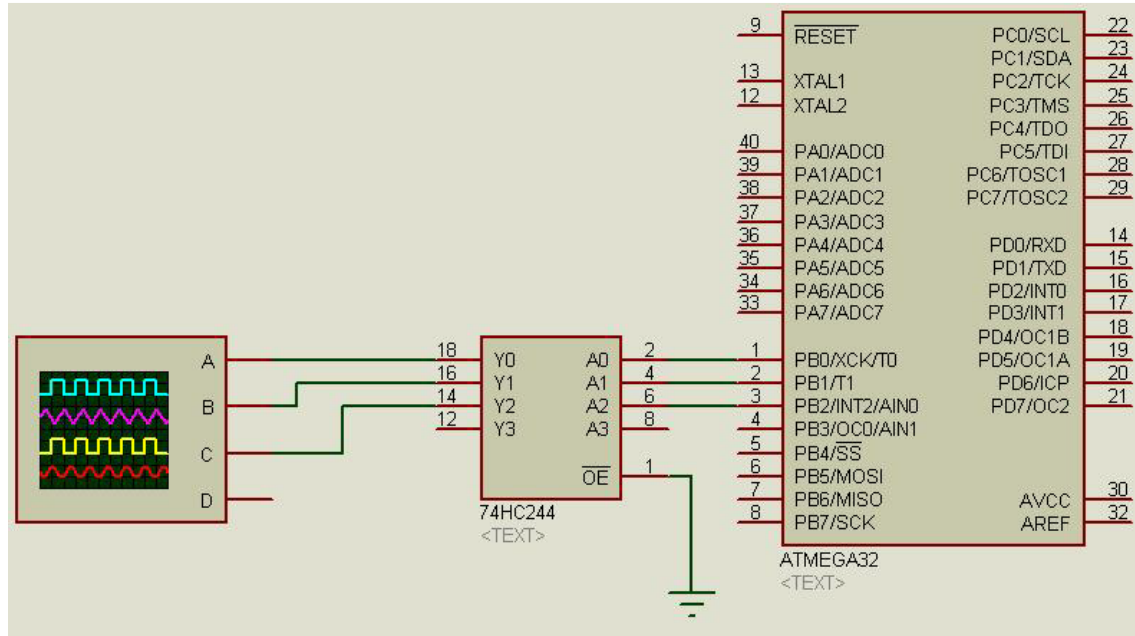 9 RESET PC0/SCL 22
PC1/SDA 23
13 XTAL1 PC2/TCK 24
12 XTAL2 PC3/TMS 25
PC4/TDO 26
40 PA0/ADC0 PC5/TDI 27
39 PA1/ADC1 PC6/TOSC1 28
38 PA2/ADC2 PC7/TOSC2 29
37 PA3/ADC3
36 PA4/ADC4 PD0/RXD 14
35 PA5/ADC5 PD1/TXD 15
34 PA6/ADC6 PD2/INT0 16
33 PA7/ADC7 PD3/INT1 17
PD4/OC1B 18
A 18 Y0 A0 2 1 PB0/XCK/T0 PD5/OC1A 19
16 Y1 A1 4 2 PB1/T1 PD6/ICP 20
B 14 Y2 A2 6 3 PB2/INT2/AIN0 PD7/OC2 21
12 Y3 A3 8 4 PB3/OC0/AIN1
C 5 PB4/SS
OE 1 6 PB5/MOSI
D 7 PB6/MISO AVCC 30
8 PB7/SCK AREF 32
74HC244
<TEXT>
ATMEGA32
<TEXT>